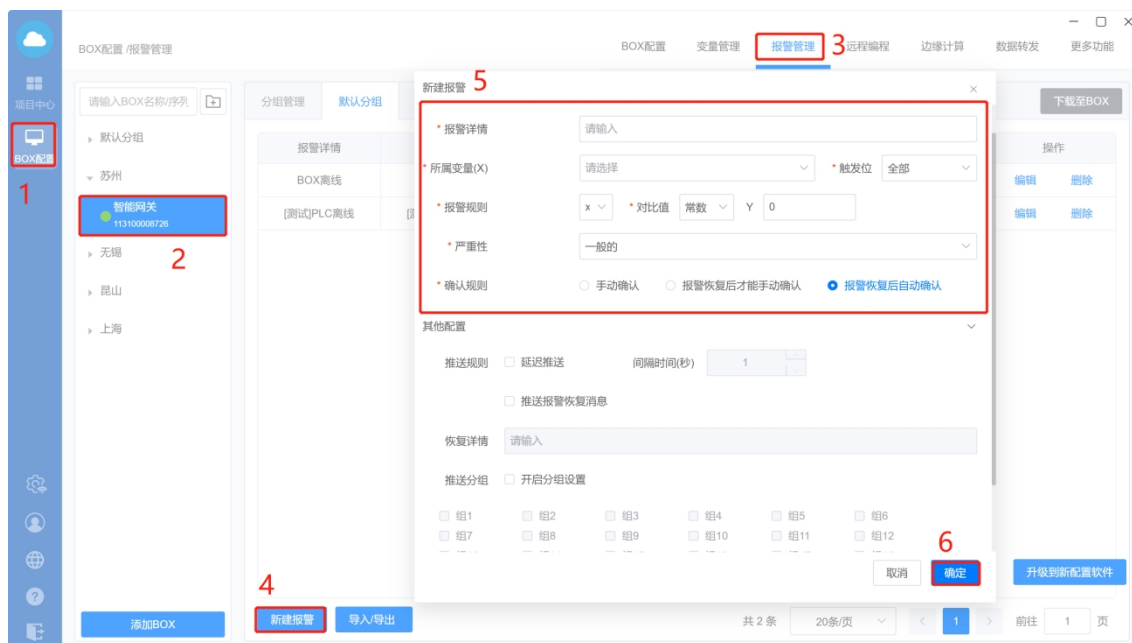 BOX配置 /报警管理
BOX配置 变量管理 报警管理 3 远程编程 边缘计算 数据转发 更多功能
项目中心
BOX配置
1
请输入BOX名称/序列
默认分组
苏州
智能网关
113100008726
2
无锡
昆山
上海
添加BOX
分组管理 默认分组
下载至BOX
报警详情 操作
BOX离线 编辑 删除
[测试]PLC离线 编辑 删除
新建报警 5
* 报警详情 请输入
* 所属变量(X) 请选择 * 触发位 全部
* 报警规则 x * 对比值 常数 Y 0
* 严重性 一般的
* 确认规则 手动确认 报警恢复后才能手动确认 报警恢复后自动确认
其他配置
推送规则 延迟推送 间隔时间(秒) 1
推送报警恢复消息
恢复详情 请输入
推送分组 开启分组设置
组1 组2 组3 组4 组5 组6
组7 组8 组9 组10 组11 组12
6
取消 确定
升级到新配置软件
4
新建报警 导入/导出
共 2 条 20条/页 < 1 > 前往 1 页